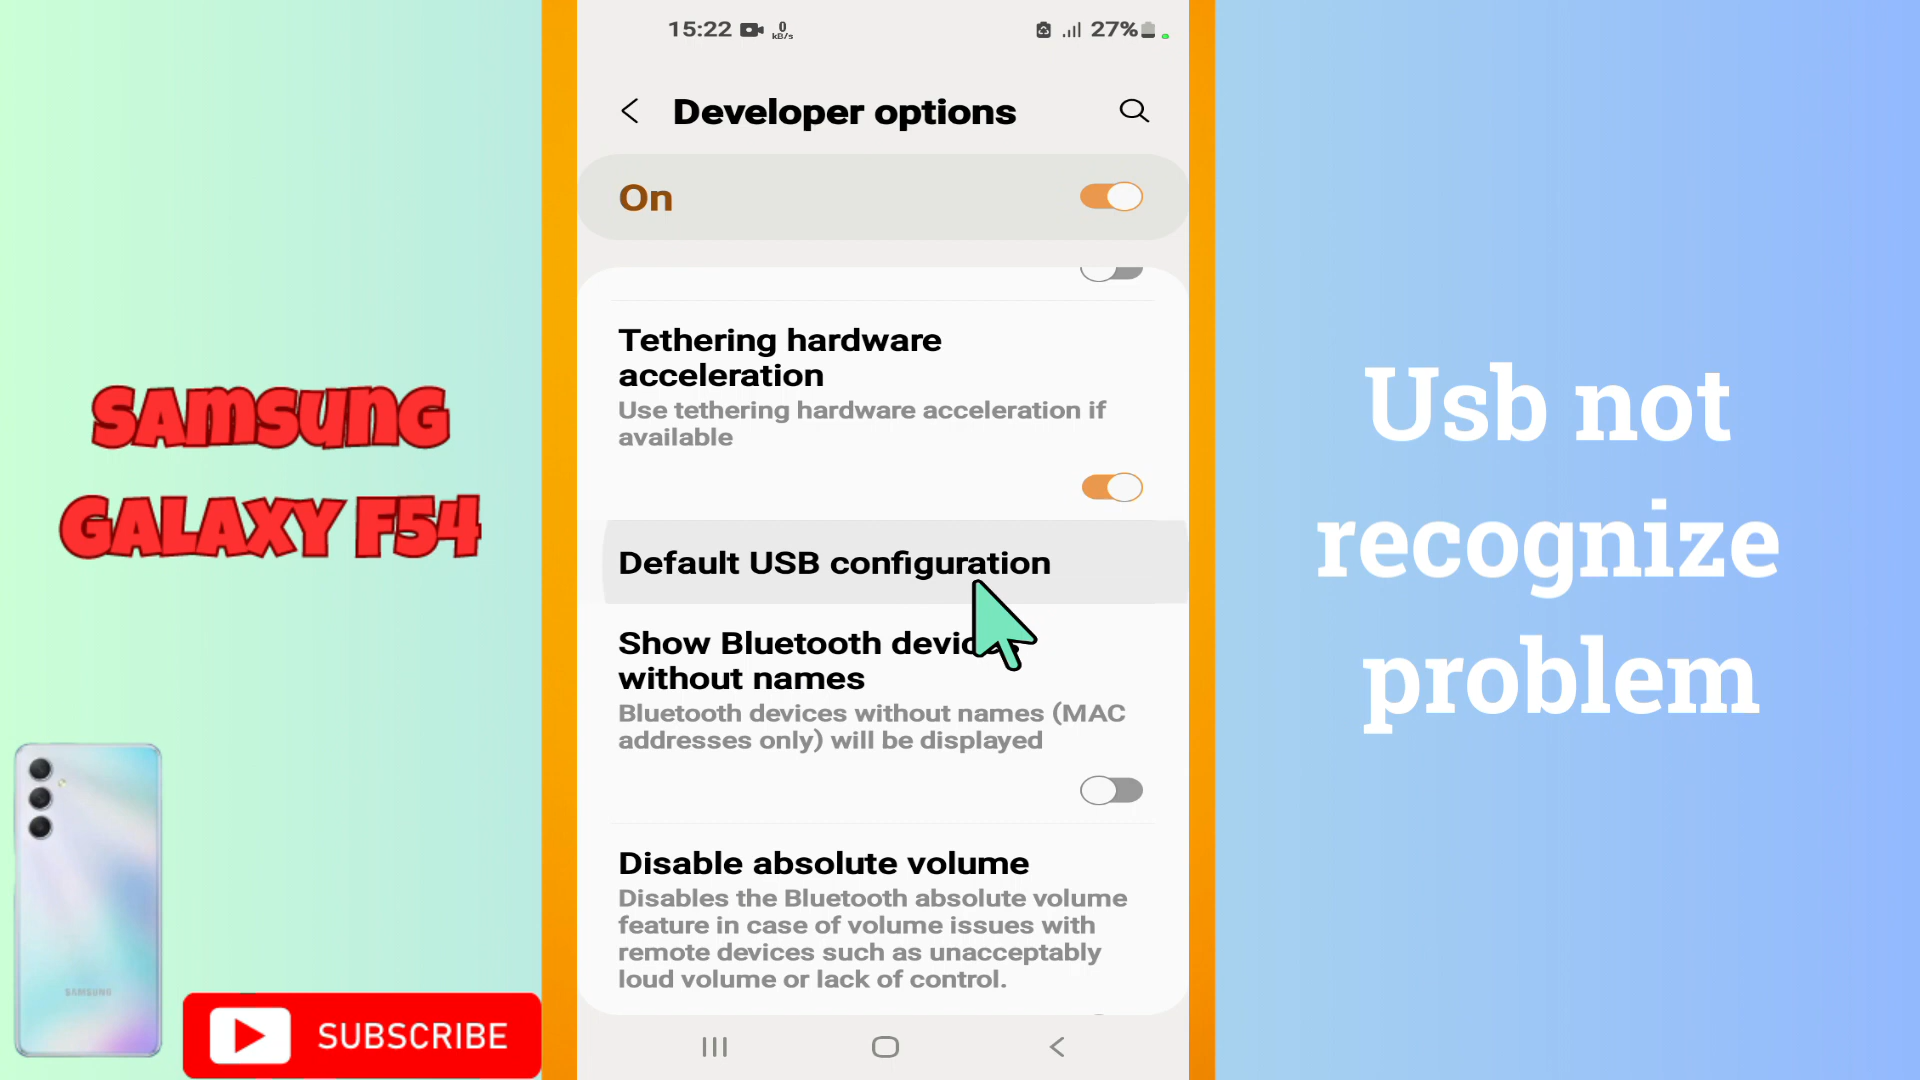 15:22 0 kB/s 27%
Developer options
On
Tethering hardware
acceleration
Use tethering hardware acceleration if
available
Default USB configuration
Show Bluetooth devic
without names
Bluetooth devices without names (MAC
addresses only) will be displayed
Disable absolute volume
Disables the Bluetooth absolute volume
feature in case of volume issues with
remote devices such as unacceptably
loud volume or lack of control.
SAMSUNG
GALAXY F54
SAMSUNG
SUBSCRIBE
Usb not
recognize
problem